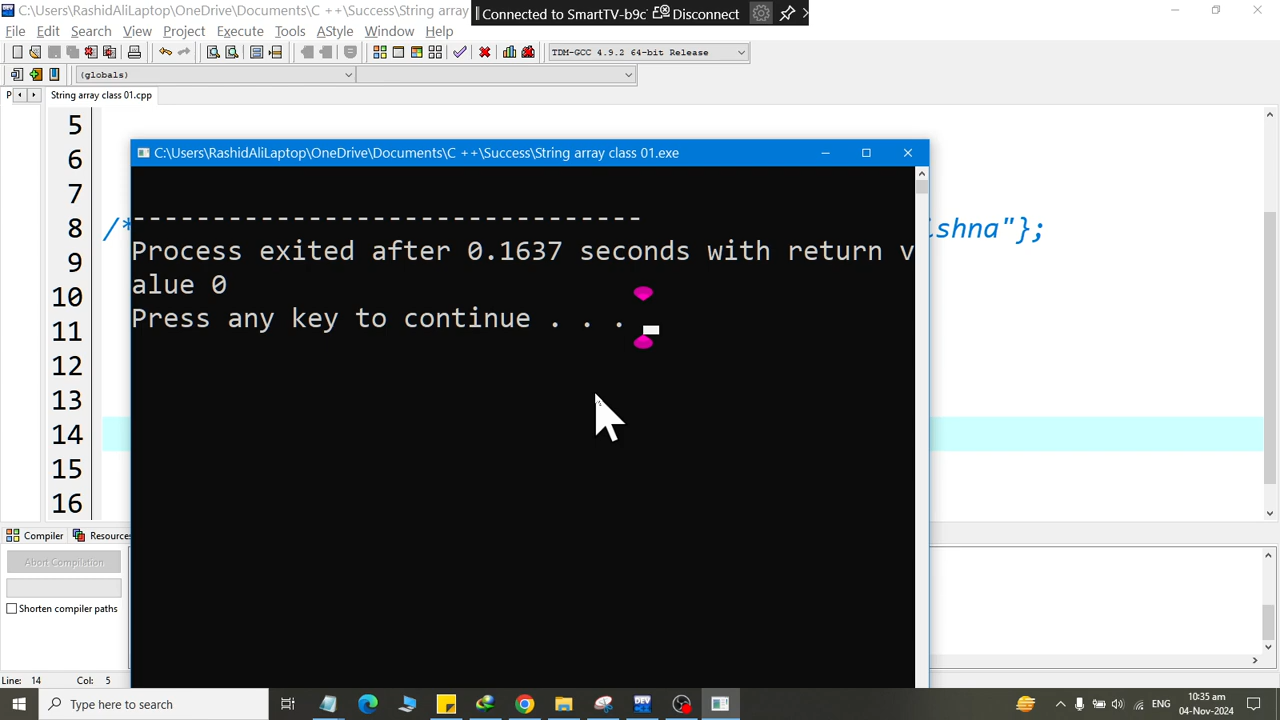 C:\Users\RashidAliLaptop\OneDrive\Documents\C ++\Success\String array
Connected to SmartTV-b9c Disconnect
File Edit Search View Project Execute Tools AStyle Window Help
TDM-GCC 4.9.2 64-bit Release
(globals)
P String array class 01.cpp
5
C:\Users\RashidAliLaptop\OneDrive\Documents\C ++\Success\String array class 01.exe
6
7
--------------------------------
8 /* ishna"};
Process exited after 0.1637 seconds with return v
9
alue 0
10
Press any key to continue . . .
11
12
13
14
15
16
Compiler Resources
Abort Compilation
Shorten compiler paths
Line: 14 Col: 5
Type here to search
DEV
ENG
10:35 am
04-Nov-2024